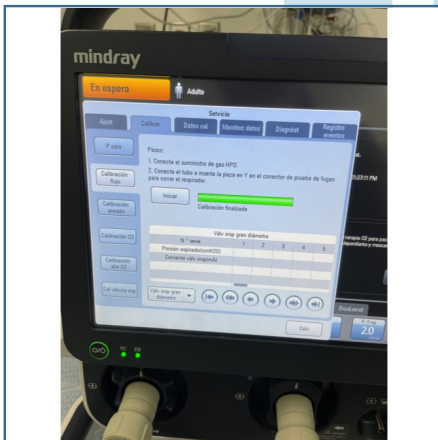 mindray
En espera
Adulto
Servicio
Ajust
Calibrar
Datos sal
Monitori: datos
Diagnóst
Registro
eventos
P cero
Calibración
flujo
Calibración
presión
Calibración O2
Calibración
aire O2
Cal válvula insp
Pasos:
1. Conecte el suministro de gas HPO.
2. Conecte el tubo e inserte la pieza en Y en el conector de prueba de fugas
para cerrar el respirador.
Iniciar
Calibración finalizada
Válv insp gran diámetro
N.° serie 1 2 3 4 5
Presión aspirador(cmH2O)
Corriente válv insp(mA)
Válv insp gran
diámetro
Salir
2.0